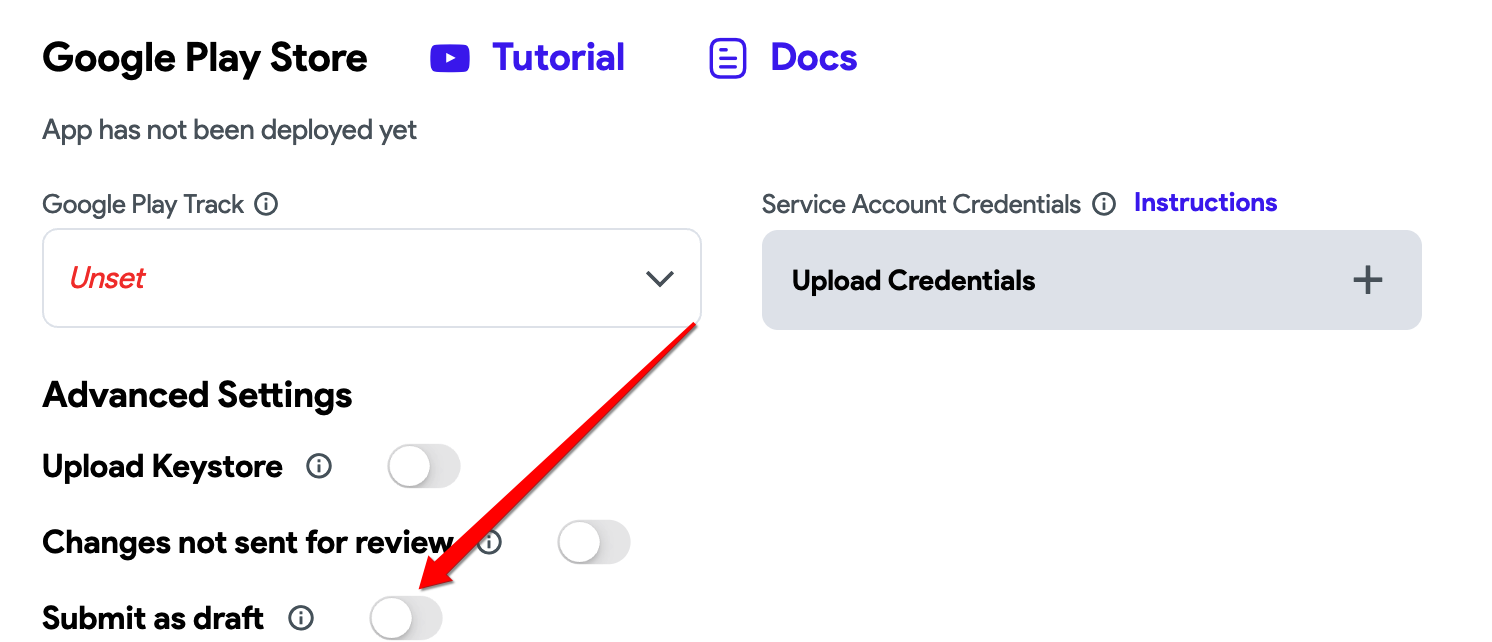 Google Play Store Tutorial Docs
App has not been deployed yet
Google Play Track Service Account Credentials Instructions
Unset Upload Credentials
Advanced Settings
Upload Keystore
Changes not sent for review
Submit as draft